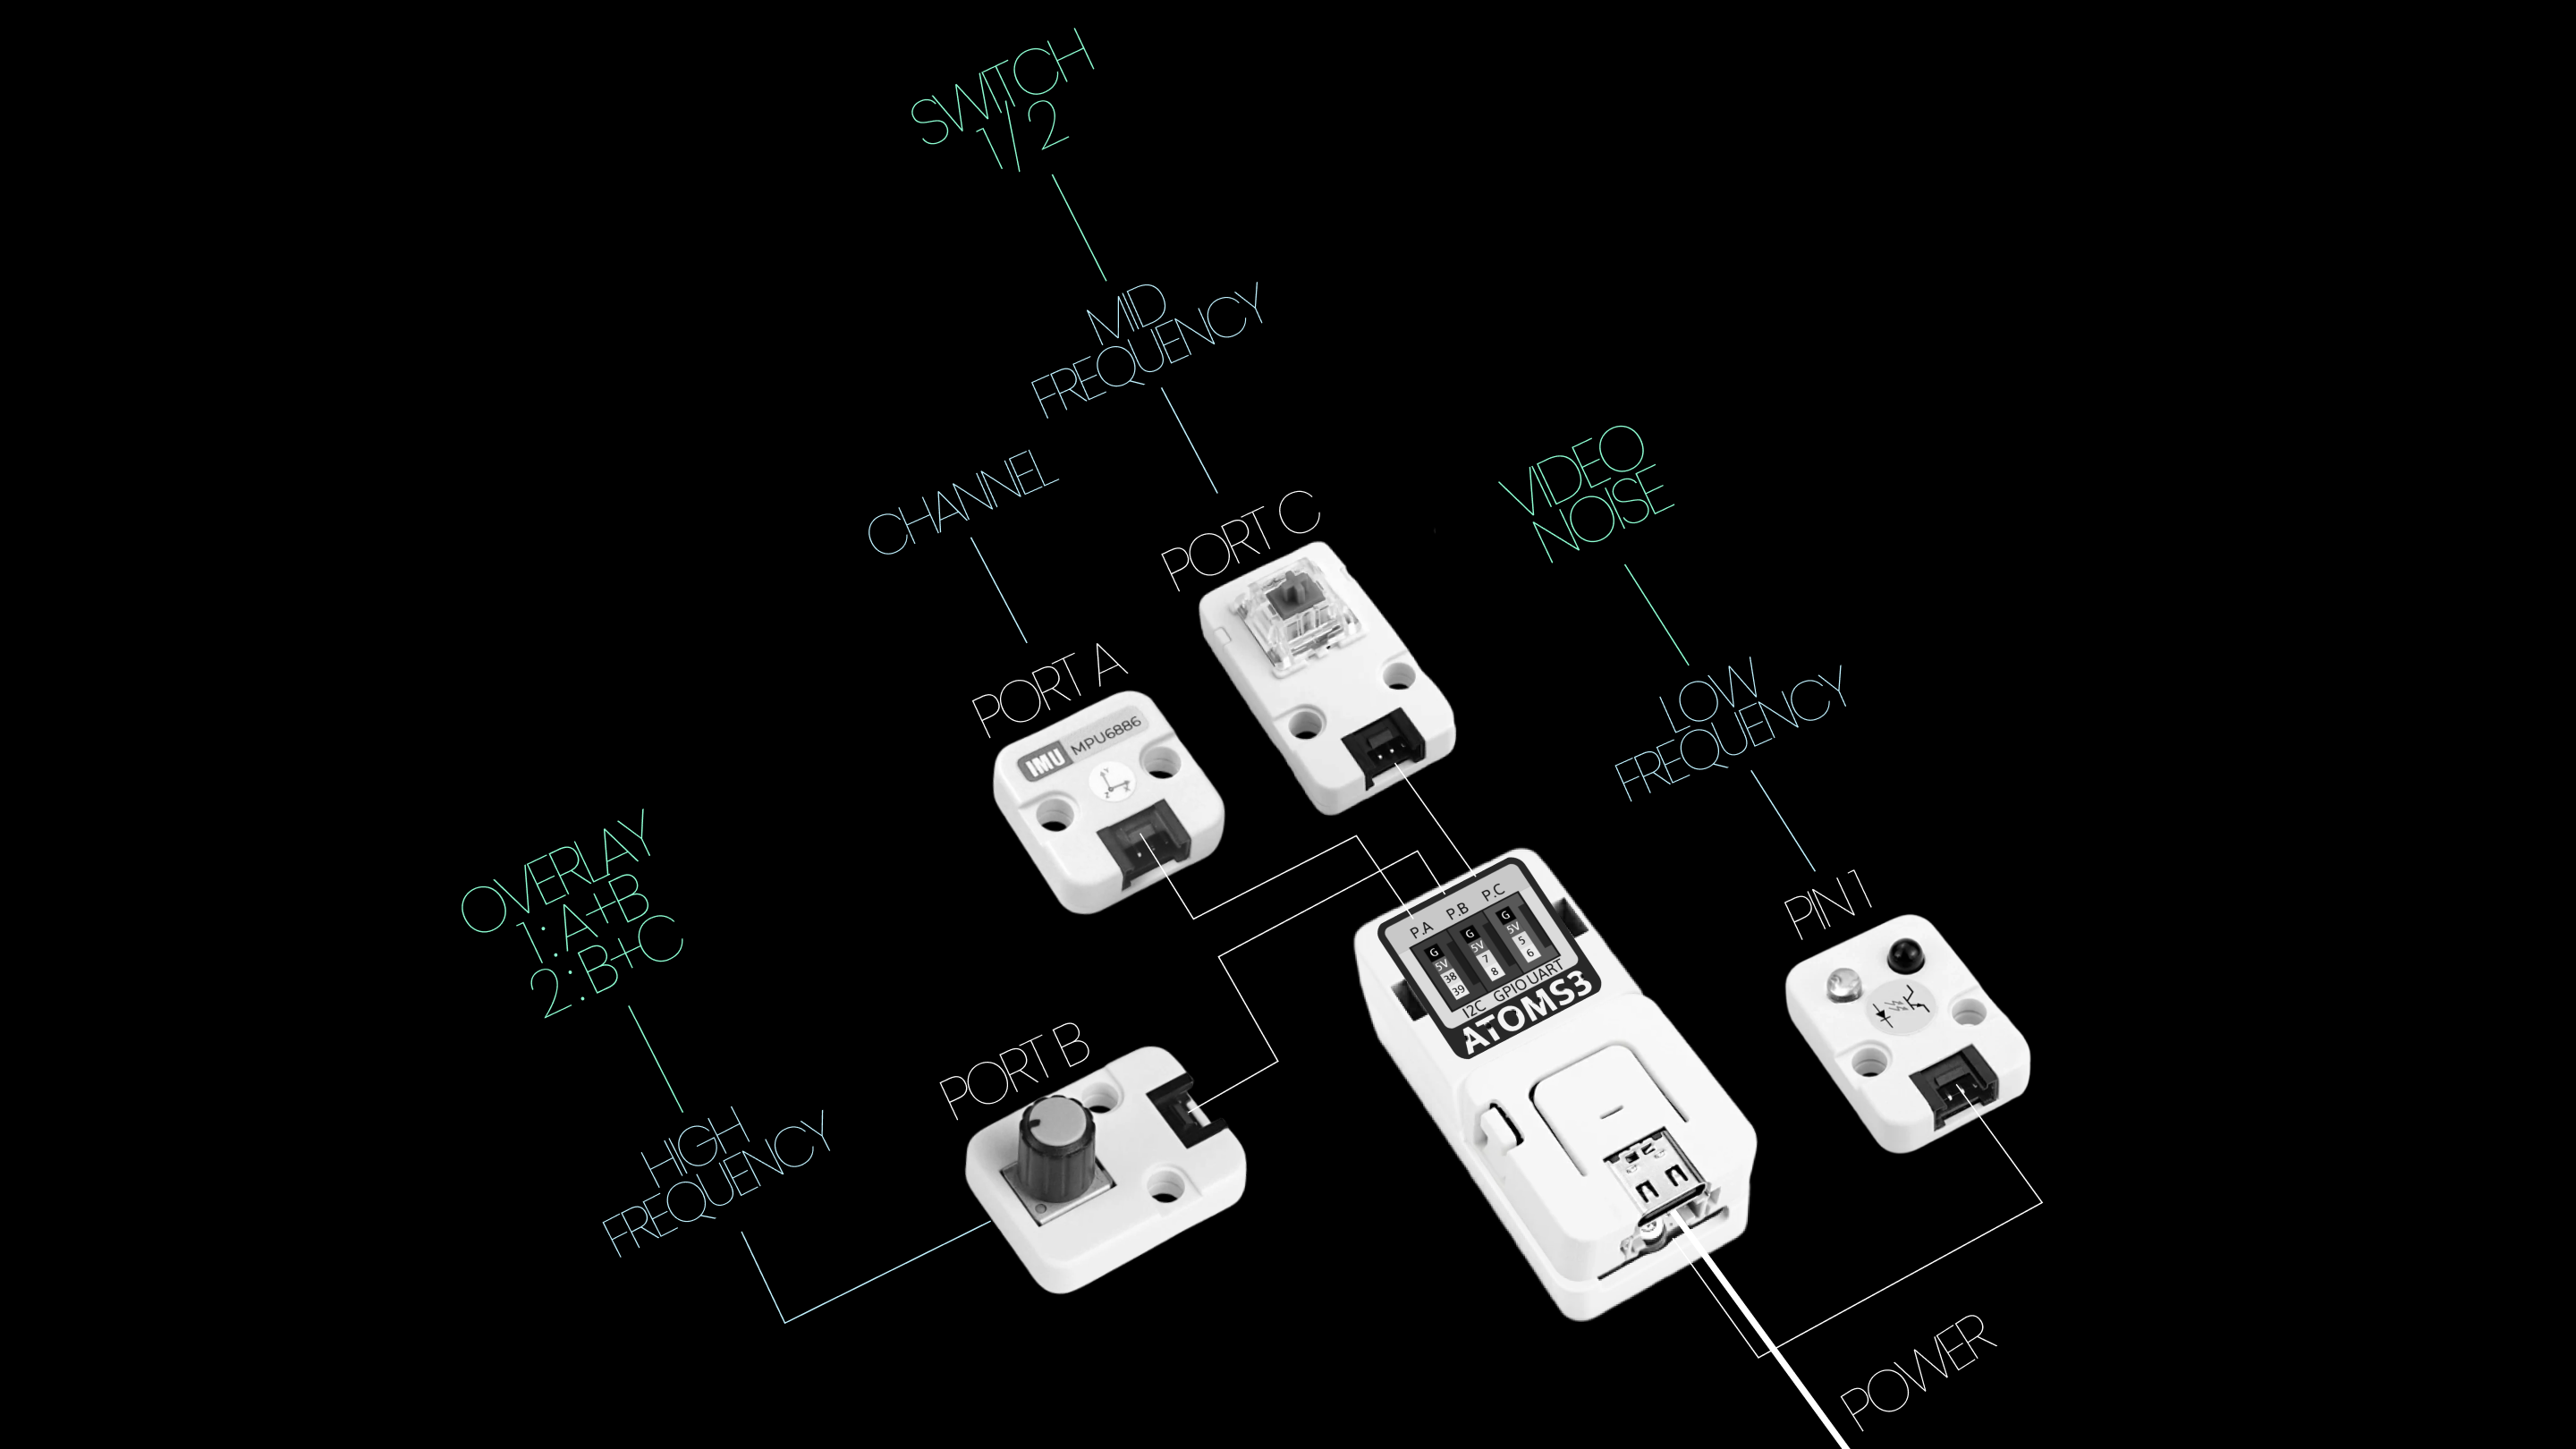 SWITCH
1/2
MID
FREQUENCY
CHANNEL
PORT C
VIDEO
NOISE
PORT A
IMU MPU6886
Y
X
Z
LOW
FREQUENCY
OVERLAY
1: A+B
2: B+C
PIN 1
P.A P.B P.C
G G G
5V 5V 5V
38 7 5
39 8 6
I2C GPIO UART
ATOMS3
PORT B
HIGH
FREQUENCY
POWER